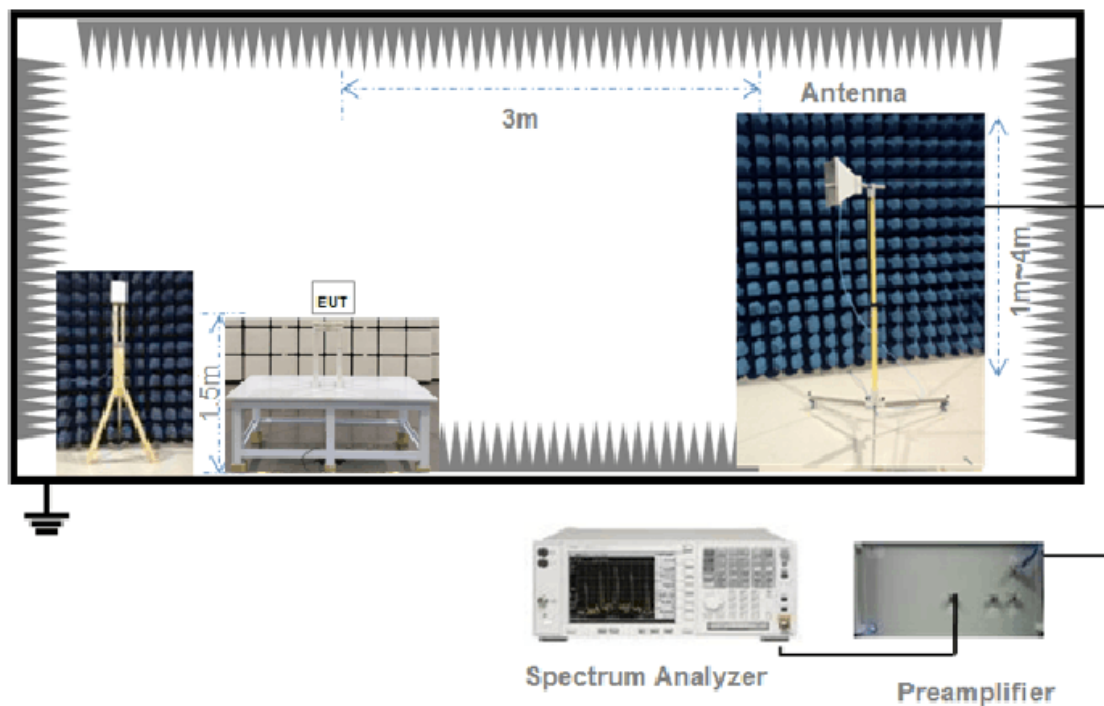 Antenna
3m
1m~4m
EUT
1.5m
Spectrum Analyzer
Preamplifier